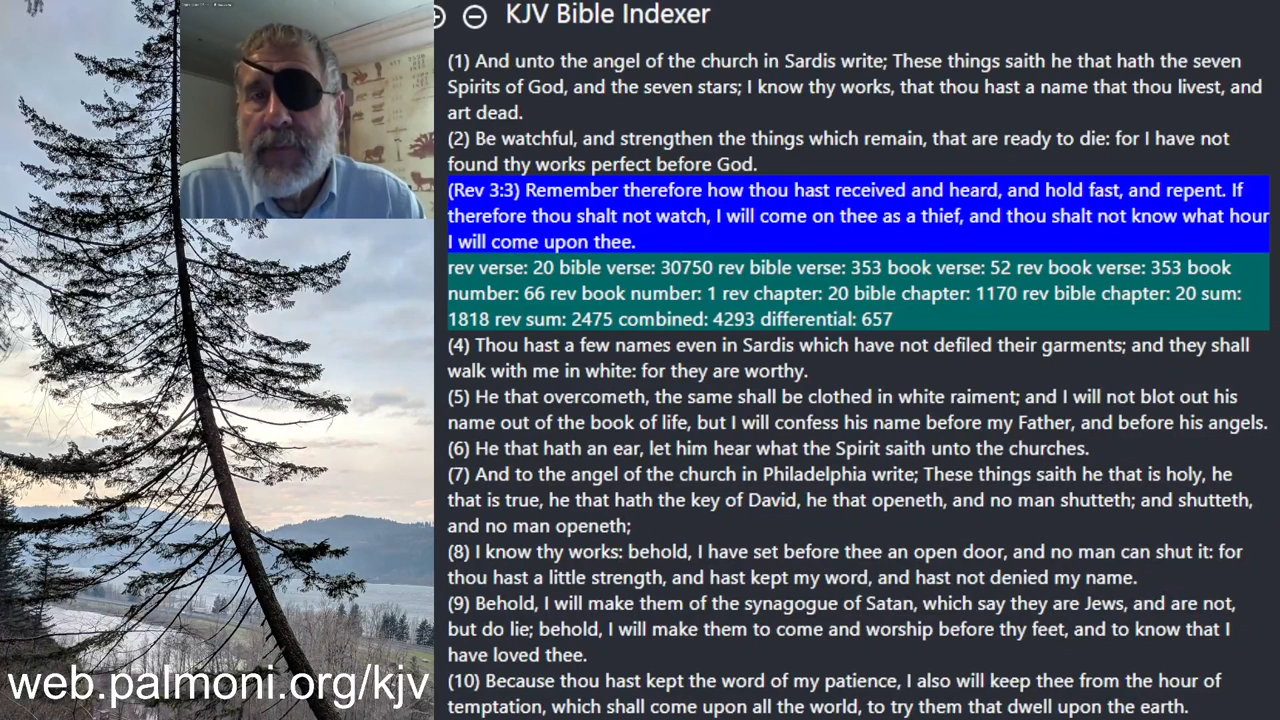 KJV Bible Indexer
(1) And unto the angel of the church in Sardis write; These things saith he that hath the seven
Spirits of God, and the seven stars; I know thy works, that thou hast a name that thou livest, and
art dead.
(2) Be watchful, and strengthen the things which remain, that are ready to die: for I have not
found thy works perfect before God.
(Rev 3:3) Remember therefore how thou hast received and heard, and hold fast, and repent. If
therefore thou shalt not watch, I will come on thee as a thief, and thou shalt not know what hour
I will come upon thee.
rev verse: 20 bible verse: 30750 rev bible verse: 353 book verse: 52 rev book verse: 353 book
number: 66 rev book number: 1 rev chapter: 20 bible chapter: 1170 rev bible chapter: 20 sum:
1818 rev sum: 2475 combined: 4293 differential: 657
(4) Thou hast a few names even in Sardis which have not defiled their garments; and they shall
walk with me in white: for they are worthy.
(5) He that overcometh, the same shall be clothed in white raiment; and I will not blot out his
name out of the book of life, but I will confess his name before my Father, and before his angels.
(6) He that hath an ear, let him hear what the Spirit saith unto the churches.
(7) And to the angel of the church in Philadelphia write; These things saith he that is holy, he
that is true, he that hath the key of David, he that openeth, and no man shutteth; and shutteth,
and no man openeth;
(8) I know thy works: behold, I have set before thee an open door, and no man can shut it: for
thou hast a little strength, and hast kept my word, and hast not denied my name.
(9) Behold, I will make them of the synagogue of Satan, which say they are Jews, and are not,
but do lie; behold, I will make them to come and worship before thy feet, and to know that I
have loved thee.
(10) Because thou hast kept the word of my patience, I also will keep thee from the hour of
temptation, which shall come upon all the world, to try them that dwell upon the earth.
web.palmoni.org/kjv